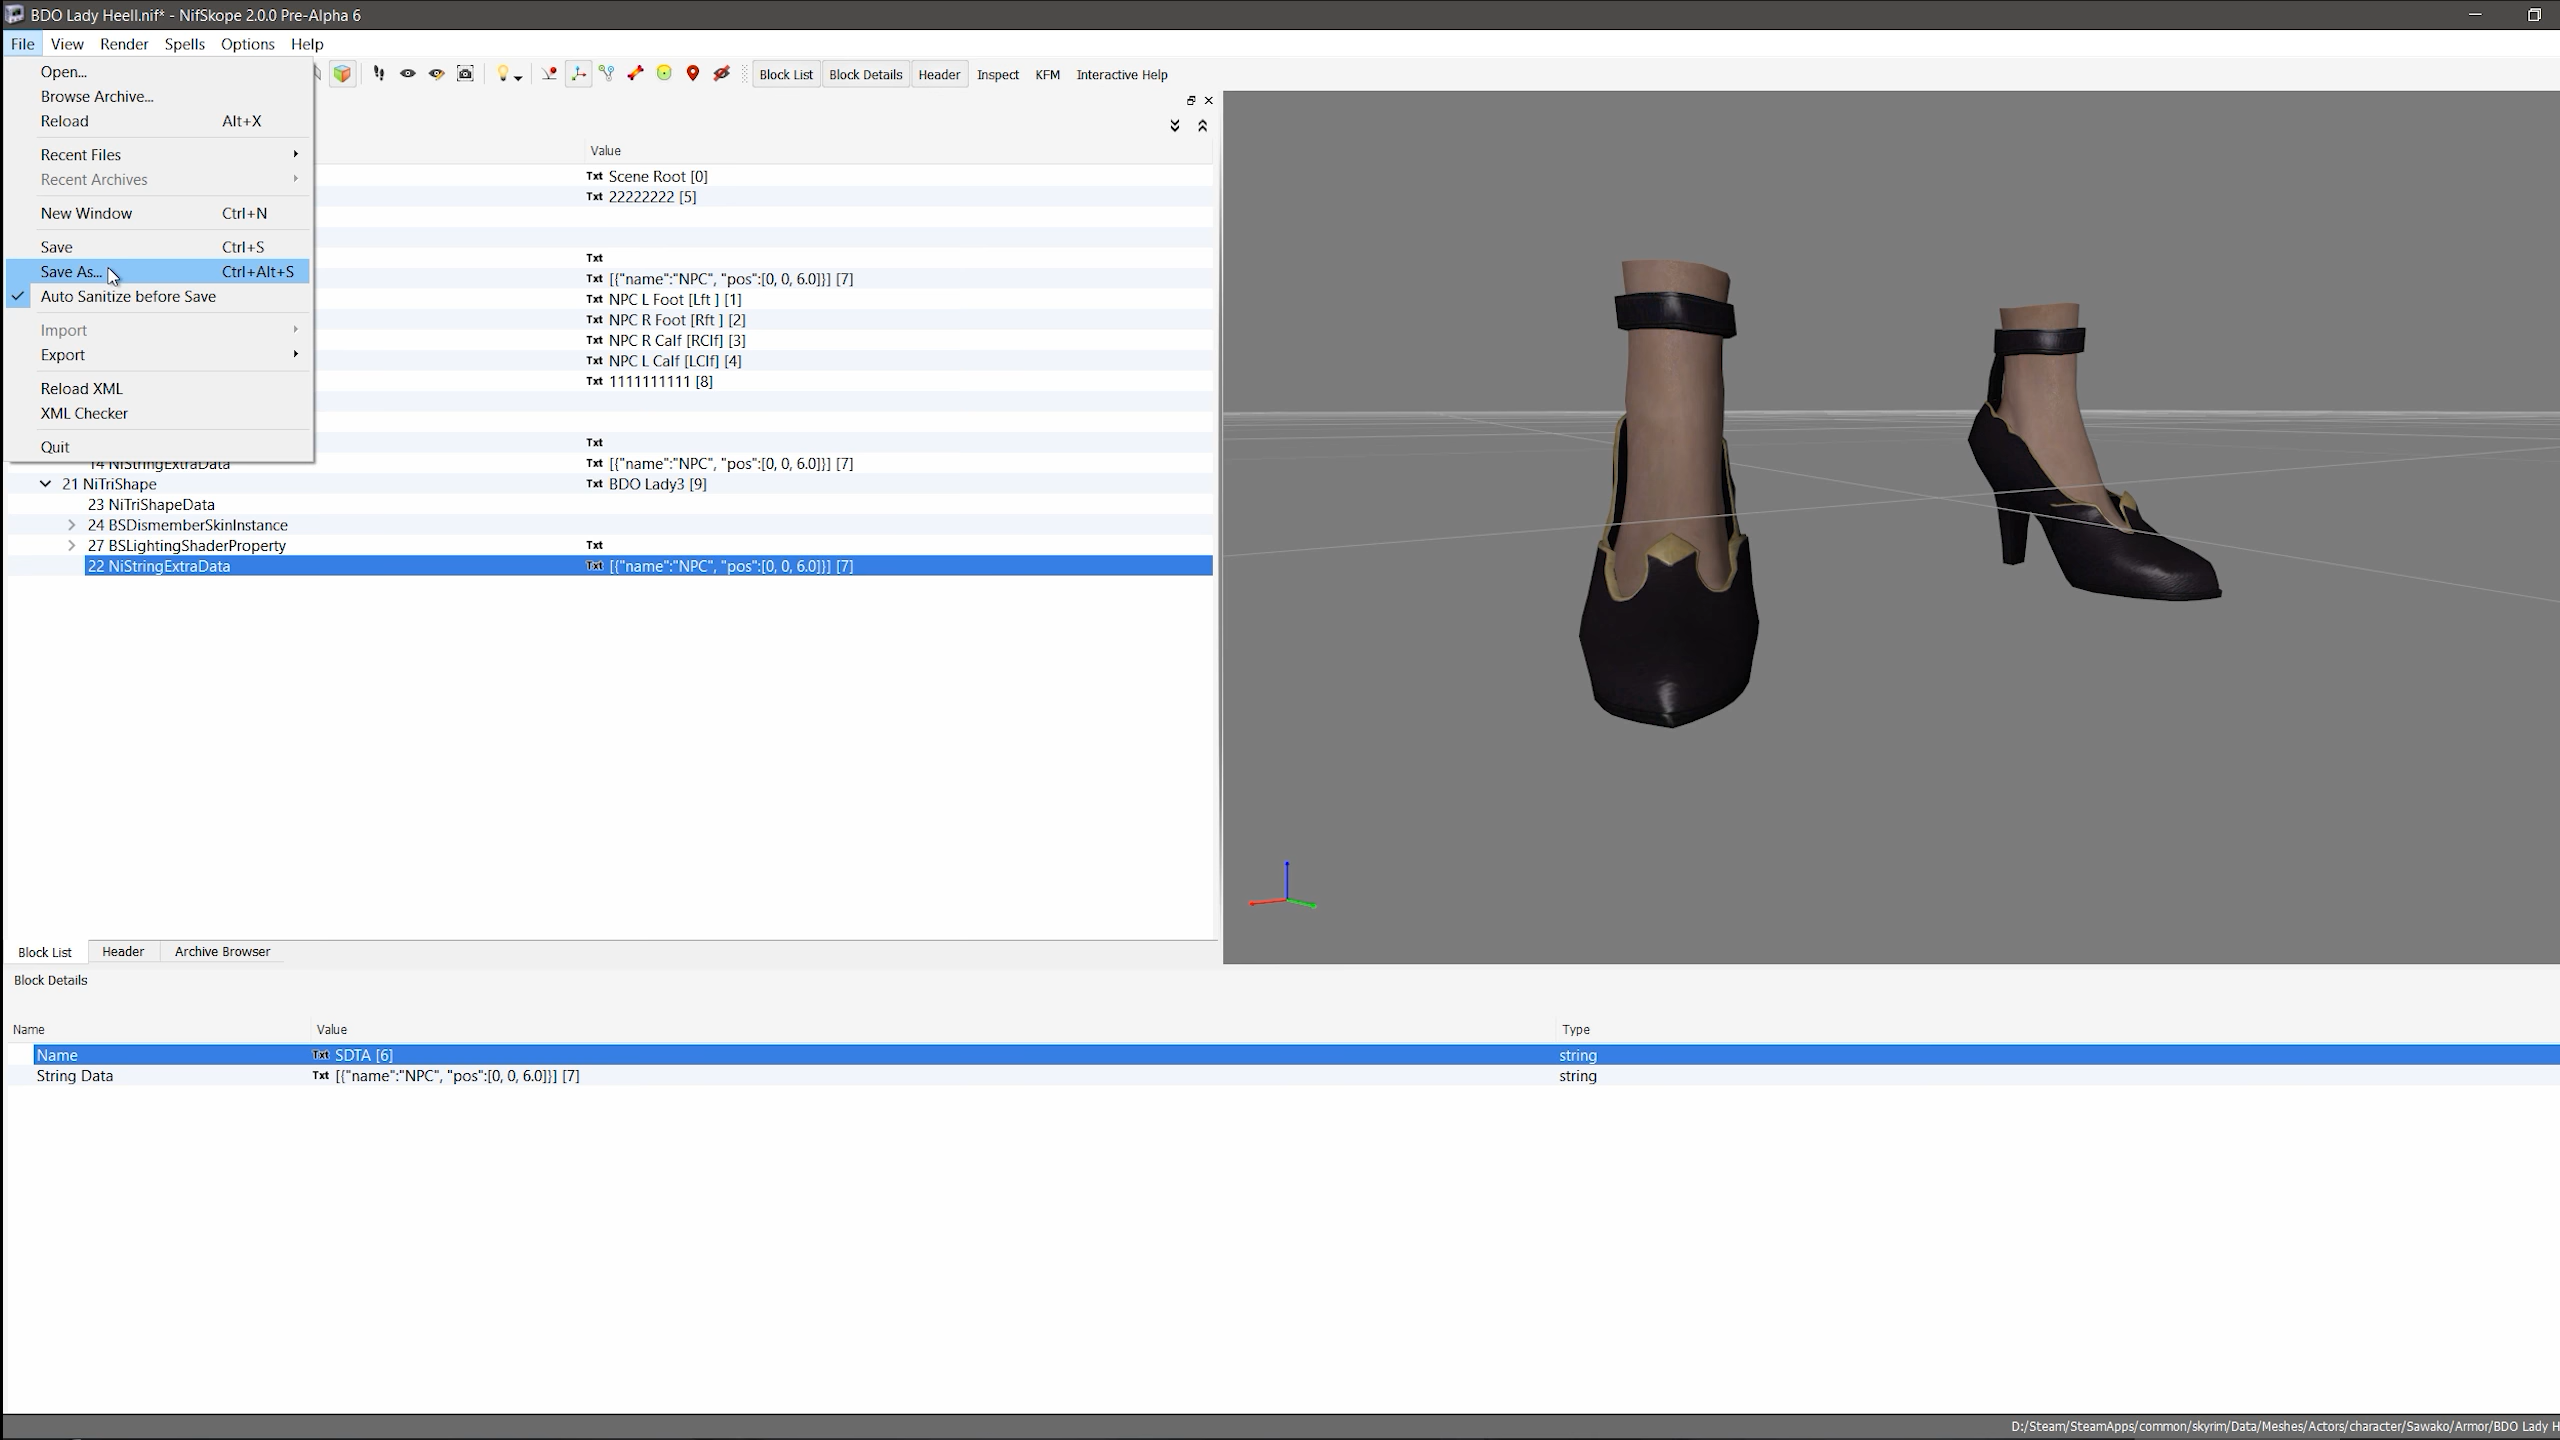 BDO Lady Heell.nif* - NifSkope 2.0.0 Pre-Alpha 6
File View Render Spells Options Help
Block List Block Details Header Inspect KFM Interactive Help
Open...
Browse Archive...
Reload Alt+X
Recent Files
Recent Archives
New Window Ctrl+N
Save Ctrl+S
Save As... Ctrl+Alt+S
Auto Sanitize before Save
Import
Export
Reload XML
XML Checker
Quit
Value
Txt Scene Root [0]
Txt 22222222 [5]
Txt
Txt [{"name":"NPC", "pos":[0, 0, 6.0]}] [7]
Txt NPC L Foot [Lft ] [1]
Txt NPC R Foot [Rft ] [2]
Txt NPC R Calf [RClf] [3]
Txt NPC L Calf [LClf] [4]
Txt 1111111111 [8]
Txt
14 NiStringExtraData Txt [{"name":"NPC", "pos":[0, 0, 6.0]}] [7]
21 NiTriShape Txt BDO Lady3 [9]
23 NiTriShapeData
24 BSDismemberSkinInstance
27 BSLightingShaderProperty Txt
22 NiStringExtraData Txt [{"name":"NPC", "pos":[0, 0, 6.0]}] [7]
Block List Header Archive Browser
Block Details
Name Value Type
Name Txt SDTA [6] string
String Data Txt [{"name":"NPC", "pos":[0, 0, 6.0]}] [7] string
D:/Steam/SteamApps/common/skyrim/Data/Meshes/Actors/character/Sawako/Armor/BDO Lady H